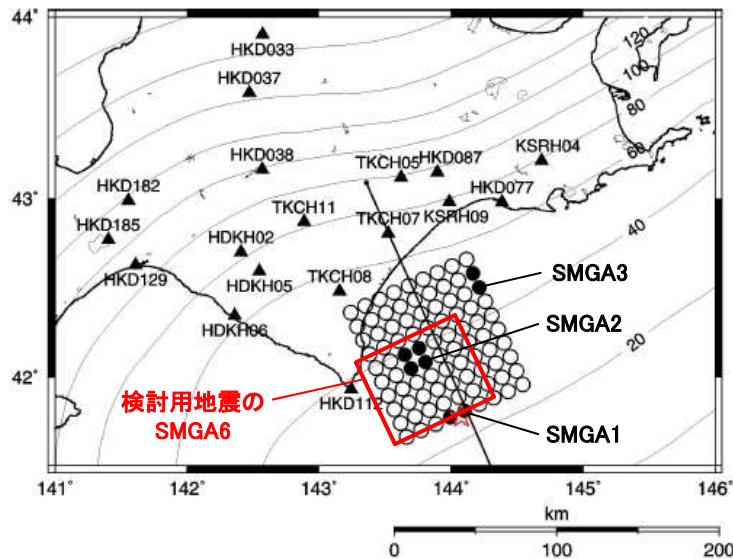 44°
43°
42°
141°
142°
143°
144°
145°
146°
HKD033
HKD037
HKD038
HKD182
HKD185
HKD129
HDKH02
HDKH05
HDKH06
TKCH11
TKCH08
TKCH05
HKD087
KSRH04
HKD077
KSRH09
TKCH07
120
100
80
60
40
20
SMGA3
SMGA2
SMGA1
検討用地震の
SMGA6
km
0
100
200